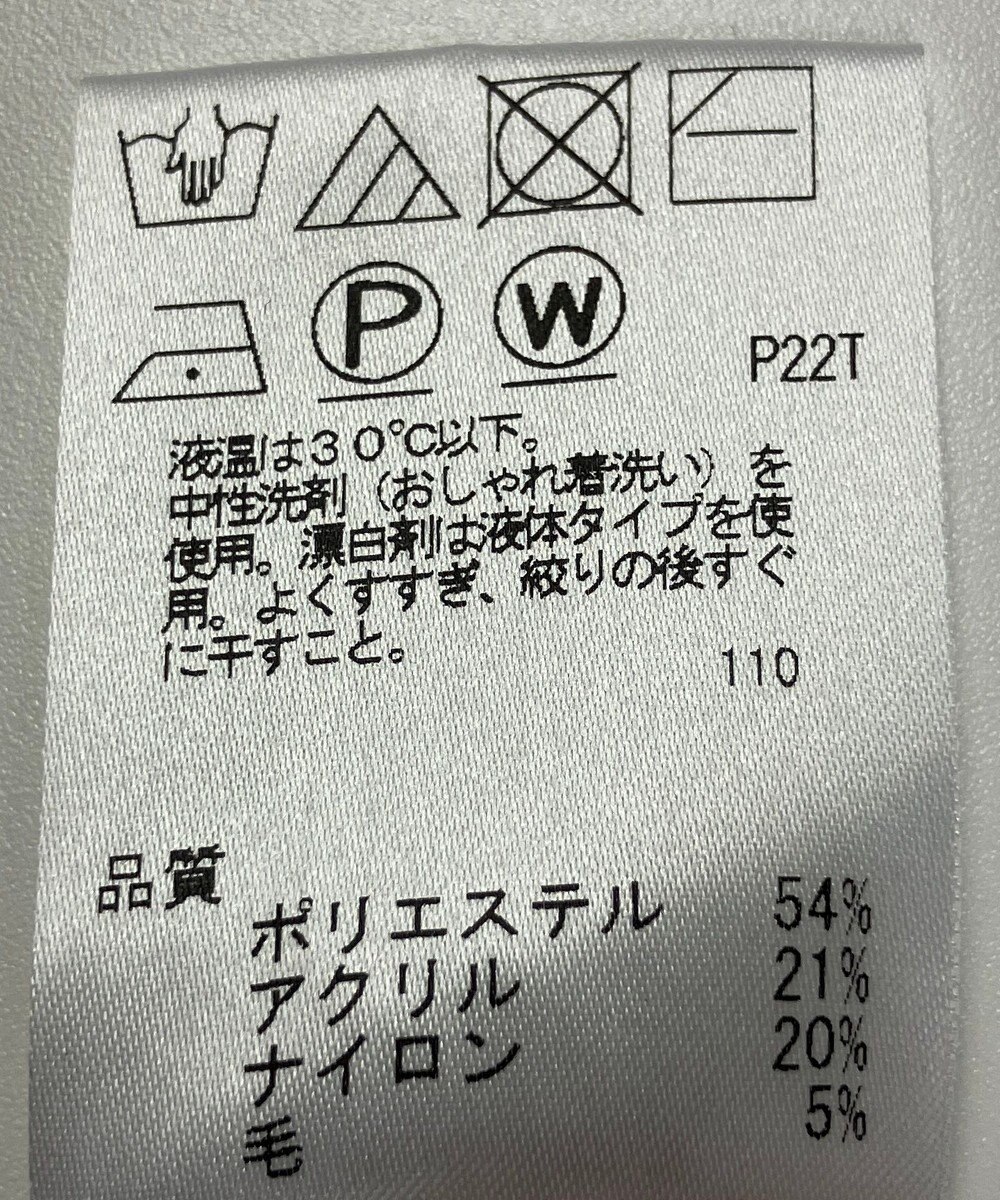 P
W
P22T
液温は30℃以下。
中性洗剤（おしゃれ着洗い）を
使用。漂白剤は液体タイプを使
用。よくすすぎ、絞りの後すぐ
に干すこと。
110
品質
ポリエステル 54%
アクリル 21%
ナイロン 20%
毛 5%